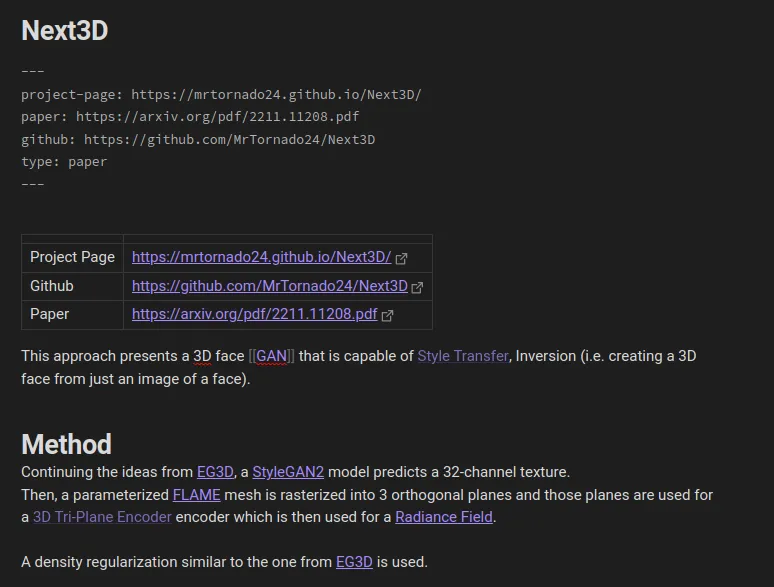 Next3D
---
project-page: https://mrtornado24.github.io/Next3D/
paper: https://arxiv.org/pdf/2211.11208.pdf
github: https://github.com/MrTornado24/Next3D
type: paper
---
Project Page https://mrtornado24.github.io/Next3D/
Github https://github.com/MrTornado24/Next3D
Paper https://arxiv.org/pdf/2211.11208.pdf
This approach presents a 3D face [[GAN]] that is capable of Style Transfer, Inversion (i.e. creating a 3D
face from just an image of a face).
Method
Continuing the ideas from EG3D, a StyleGAN2 model predicts a 32-channel texture.
Then, a parameterized FLAME mesh is rasterized into 3 orthogonal planes and those planes are used for
a 3D Tri-Plane Encoder encoder which is then used for a Radiance Field.
A density regularization similar to the one from EG3D is used.